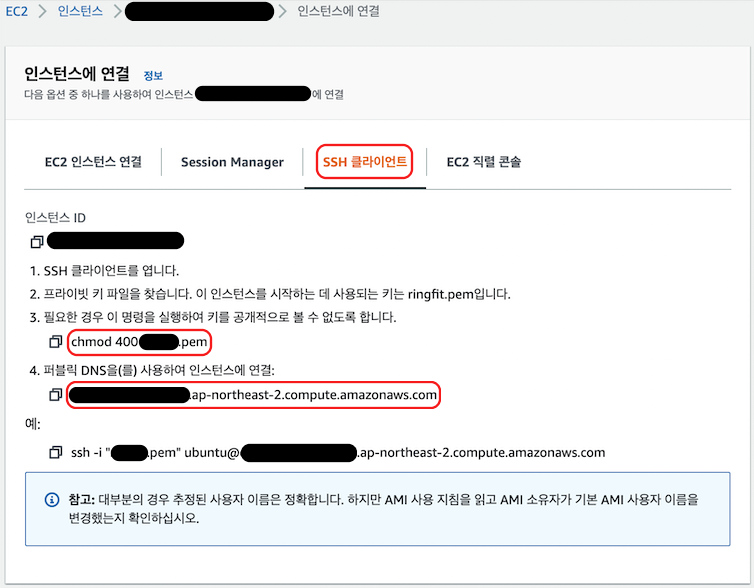 EC2 > 인스턴스 > > 인스턴스에 연결
인스턴스에 연결 정보
다음 옵션 중 하나를 사용하여 인스턴스 에 연결
EC2 인스턴스 연결 Session Manager SSH 클라이언트 EC2 직렬 콘솔
인스턴스 ID
1. SSH 클라이언트를 엽니다.
2. 프라이빗 키 파일을 찾습니다. 이 인스턴스를 시작하는 데 사용되는 키는 ringfit.pem입니다.
3. 필요한 경우 이 명령을 실행하여 키를 공개적으로 볼 수 없도록 합니다.
chmod 400 .pem
4. 퍼블릭 DNS을(를) 사용하여 인스턴스에 연결:
.ap-northeast-2.compute.amazonaws.com
예:
ssh -i " .pem" ubuntu@ .ap-northeast-2.compute.amazonaws.com
참고: 대부분의 경우 추정된 사용자 이름은 정확합니다. 하지만 AMI 사용 지침을 읽고 AMI 소유자가 기본 AMI 사용자 이름을
변경했는지 확인하십시오.